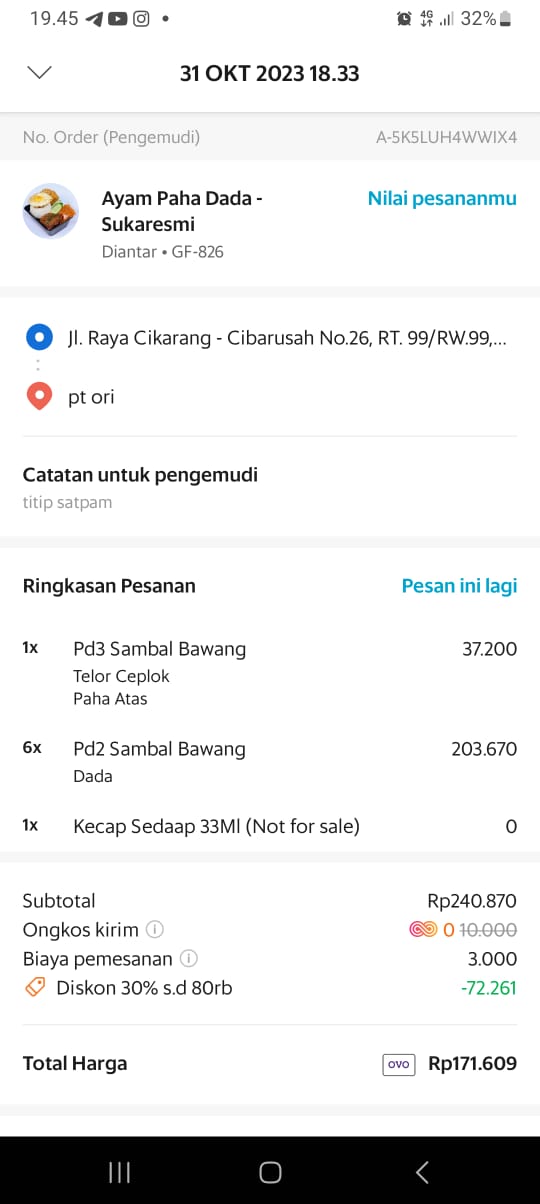 19.45
4G
32%
31 OKT 2023 18.33
No. Order (Pengemudi) A-5K5LUH4WWIX4
Ayam Paha Dada - Nilai pesananmu
Sukaresmi
Diantar • GF-826
Jl. Raya Cikarang - Cibarusah No.26, RT. 99/RW.99,...
pt ori
Catatan untuk pengemudi
titip satpam
Ringkasan Pesanan Pesan ini lagi
1x Pd3 Sambal Bawang 37.200
Telor Ceplok
Paha Atas
6x Pd2 Sambal Bawang 203.670
Dada
1x Kecap Sedaap 33Ml (Not for sale) 0
Subtotal Rp240.870
Ongkos kirim 0 10.000
Biaya pemesanan 3.000
Diskon 30% s.d 80rb -72.261
Total Harga OVO Rp171.609